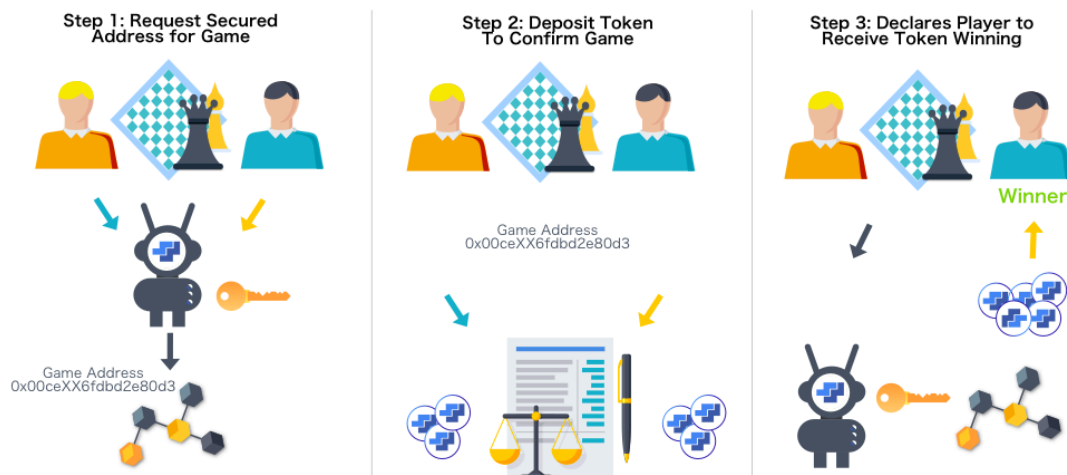 Step 1: Request Secured
Address for Game
Game Address
0x00ceXX6fdbd2e80d3
Step 2: Deposit Token
To Confirm Game
Game Address
0x00ceXX6fdbd2e80d3
Step 3: Declares Player to
Receive Token Winning
Winner